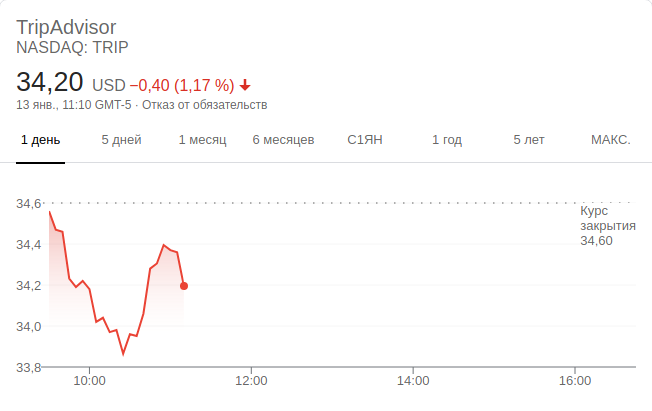 TripAdvisor
NASDAQ: TRIP
34,20 USD −0,40 (1,17 %)
13 янв., 11:10 GMT-5 · Отказ от обязательств
1 день 5 дней 1 месяц 6 месяцев С1ЯН 1 год 5 лет МАКС.
34,6
Курс
закрытия
34,60
34,4
34,2
34,0
33,8
10:00 12:00 14:00 16:00